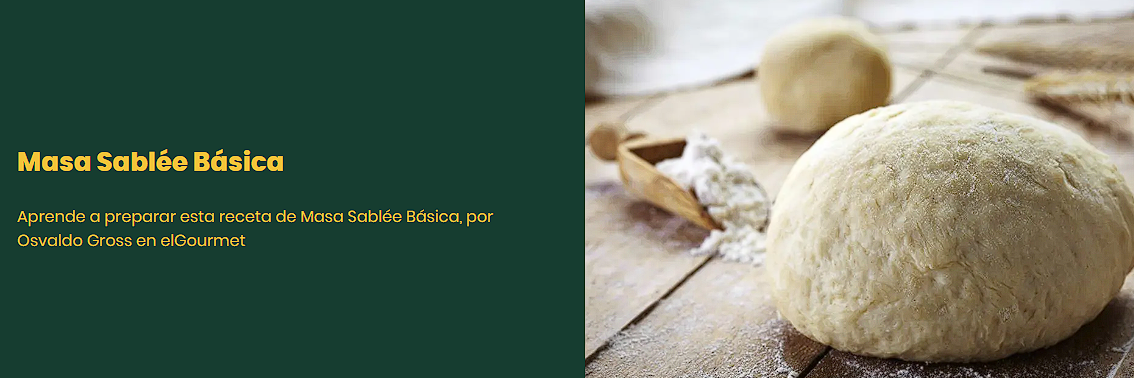 Masa Sablée Básica
Aprende a preparar esta receta de Masa Sablée Básica, por
Osvaldo Gross en elGourmet